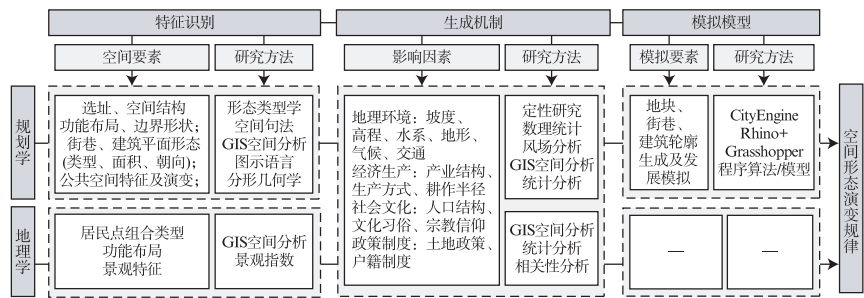 特征识别
生成机制
模拟模型
空间要素
研究方法
影响因素
研究方法
模拟要素
研究方法
规划学
选址、空间结构
功能布局、边界形状；
街巷、建筑平面形态
(类型、面积、朝向)；
公共空间特征及演变；
形态类型学
空间句法
GIS空间分析
图示语言
分形几何学
地理环境：坡度、
高程、水系、地形、
气候、交通
经济生产：产业结构、
生产方式、耕作半径
社会文化：人口结构、
文化习俗、宗教信仰
政策制度：土地政策、
户籍制度
定性研究
数理统计
风场分析
GIS空间分析
统计分析
地块、
街巷、
建筑轮廓
生成及发
展模拟
CityEngine
Rhino+
Grasshopper
程序算法/模型
地理学
居民点组合类型
功能布局
景观特征
GIS空间分析
景观指数
GIS空间分析
统计分析
相关性分析
—
—
空间形态演变规律